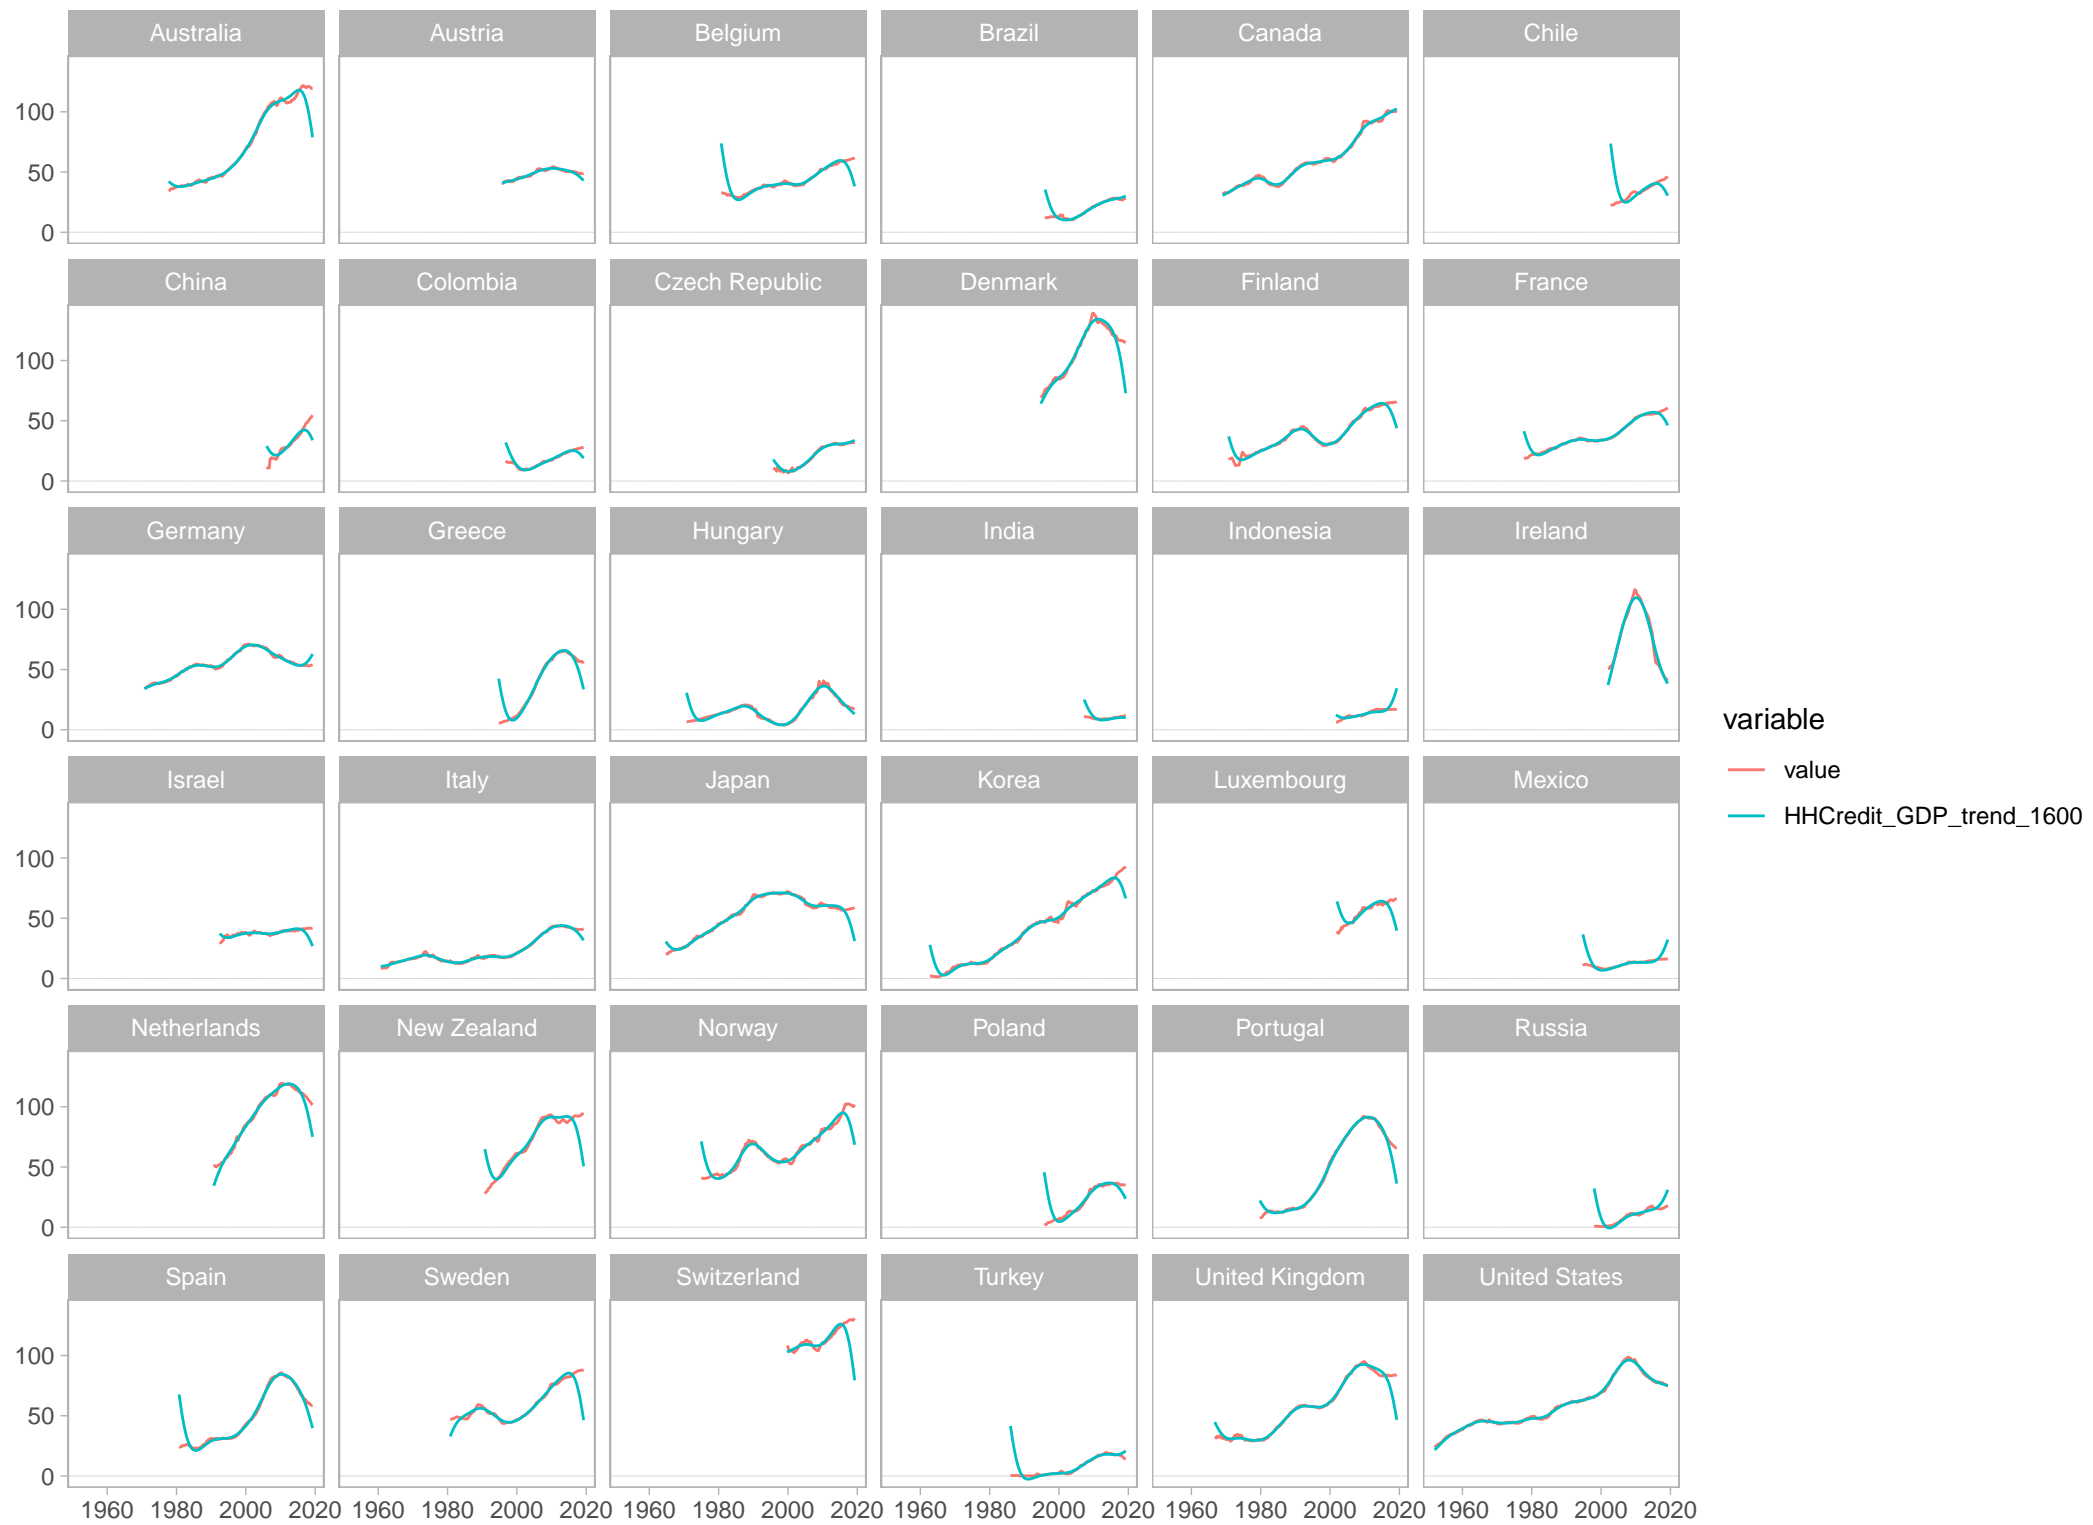 Australia Austria Belgium Brazil Canada Chile
100
50
0
China Colombia Czech Republic Denmark Finland France
100
50
0
Germany Greece Hungary India Indonesia Ireland
100
50
0
variable
value
HHCredit_GDP_trend_1600
Israel Italy Japan Korea Luxembourg Mexico
100
50
0
Netherlands New Zealand Norway Poland Portugal Russia
100
50
0
Spain Sweden Switzerland Turkey United Kingdom United States
100
50
0
1960 1980 2000 2020 1960 1980 2000 2020 1960 1980 2000 2020 1960 1980 2000 2020 1960 1980 2000 2020 1960 1980 2000 2020